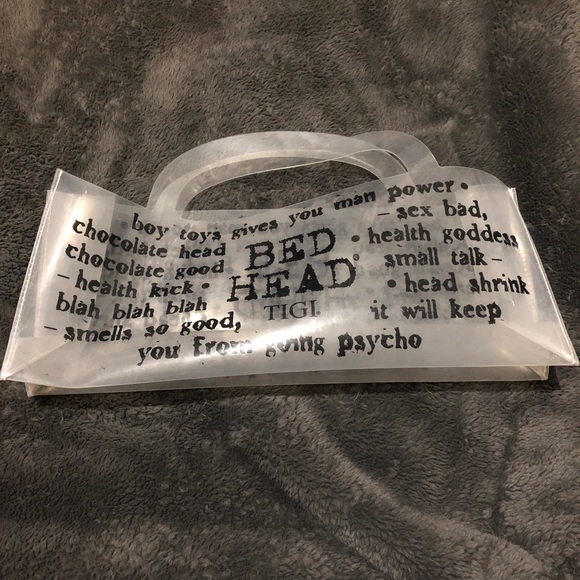 • boy toys gives you man power •
chocolate head
– sex bad,
chocolate good
BED
• health goddess
– health kick •
HEAD®
small talk –
blah blah blah
TIGI.
• head shrink
– smells so good,
it will keep
you from going psycho